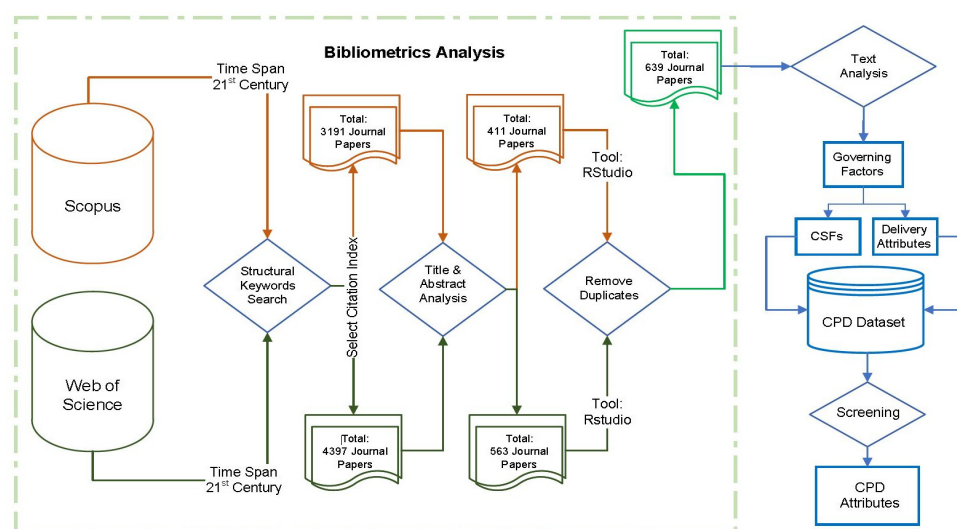 Bibliometrics Analysis
Time Span
21st Century
Scopus
Web of
Science
Time Span
21st Century
Structural
Keywords
Search
Select Citation Index
Total:
3191 Journal
Papers
Total:
4397 Journal
Papers
Title &
Abstract
Analysis
Total:
411 Journal
Papers
Total:
563 Journal
Papers
Tool:
RStudio
Remove
Duplicates
Tool:
Rstudio
Total:
639 Journal
Papers
Text
Analysis
Governing
Factors
CSFs
Delivery
Attributes
CPD Dataset
Screening
CPD
Attributes